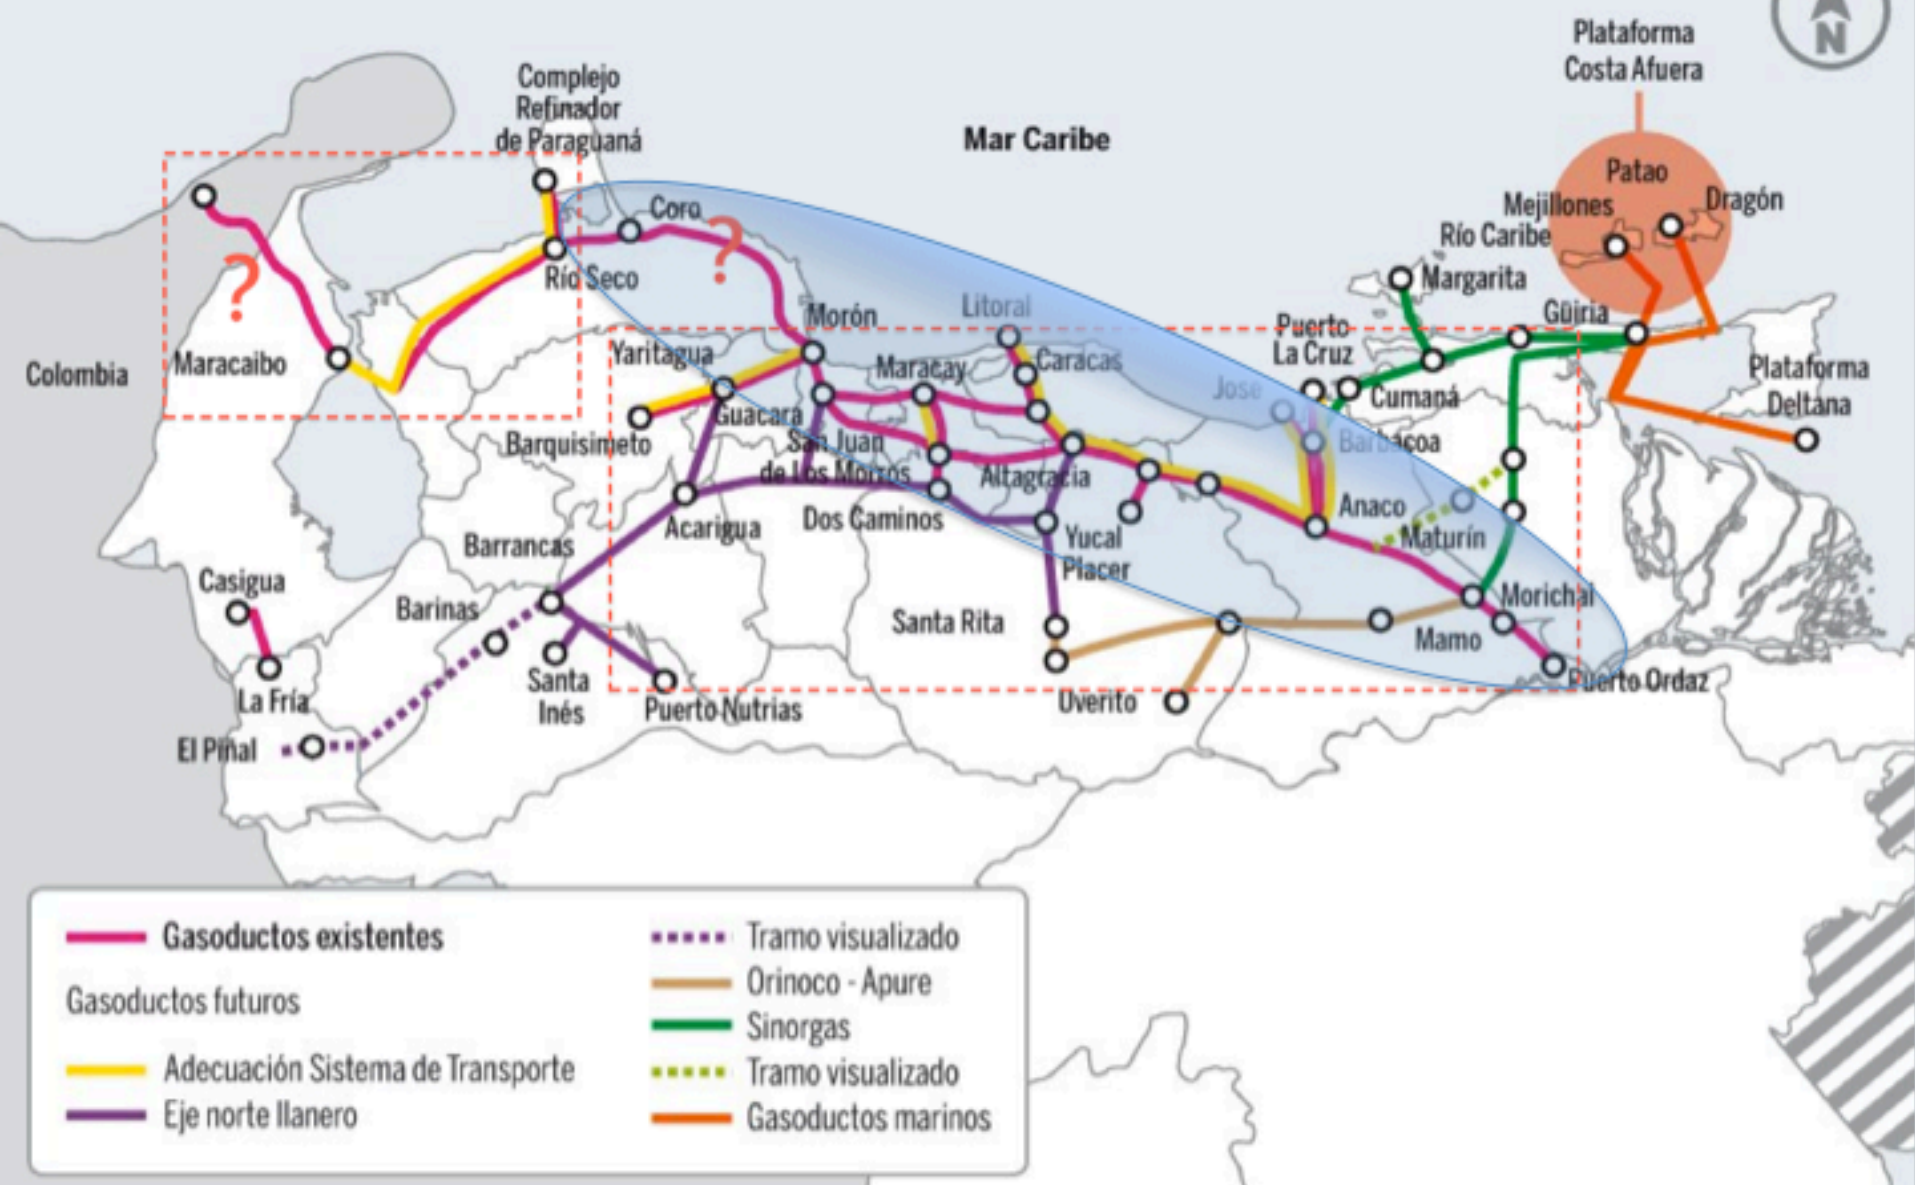 N
Plataforma
Costa Afuera
Complejo
Refinador
de Paraguaná
Mar Caribe
Patao
Mejillones
Dragón
Río Caribe
Coro
?
?
Río Seco
Margarita
Litoral
Morón
Güiria
Puerto
La Cruz
Colombia
Maracaibo
Yaritagua
Maracay
Caracas
Plataforma
Deltana
Jose
Cumaná
Guacara
Barquisimeto
San Juan
de Los Morros
Barbacoa
Altagracia
Acarigua
Dos Caminos
Anaco
Maturín
Yucal
Placer
Barrancas
Casigua
Barinas
Santa Rita
Morichal
Mamo
La Fría
Santa
Inés
Puerto Nutrias
Uverito
Puerto Ordaz
El Piñal
Gasoductos existentes
Gasoductos futuros
Adecuación Sistema de Transporte
Eje norte llanero
Tramo visualizado
Orinoco - Apure
Sinorgas
Tramo visualizado
Gasoductos marinos